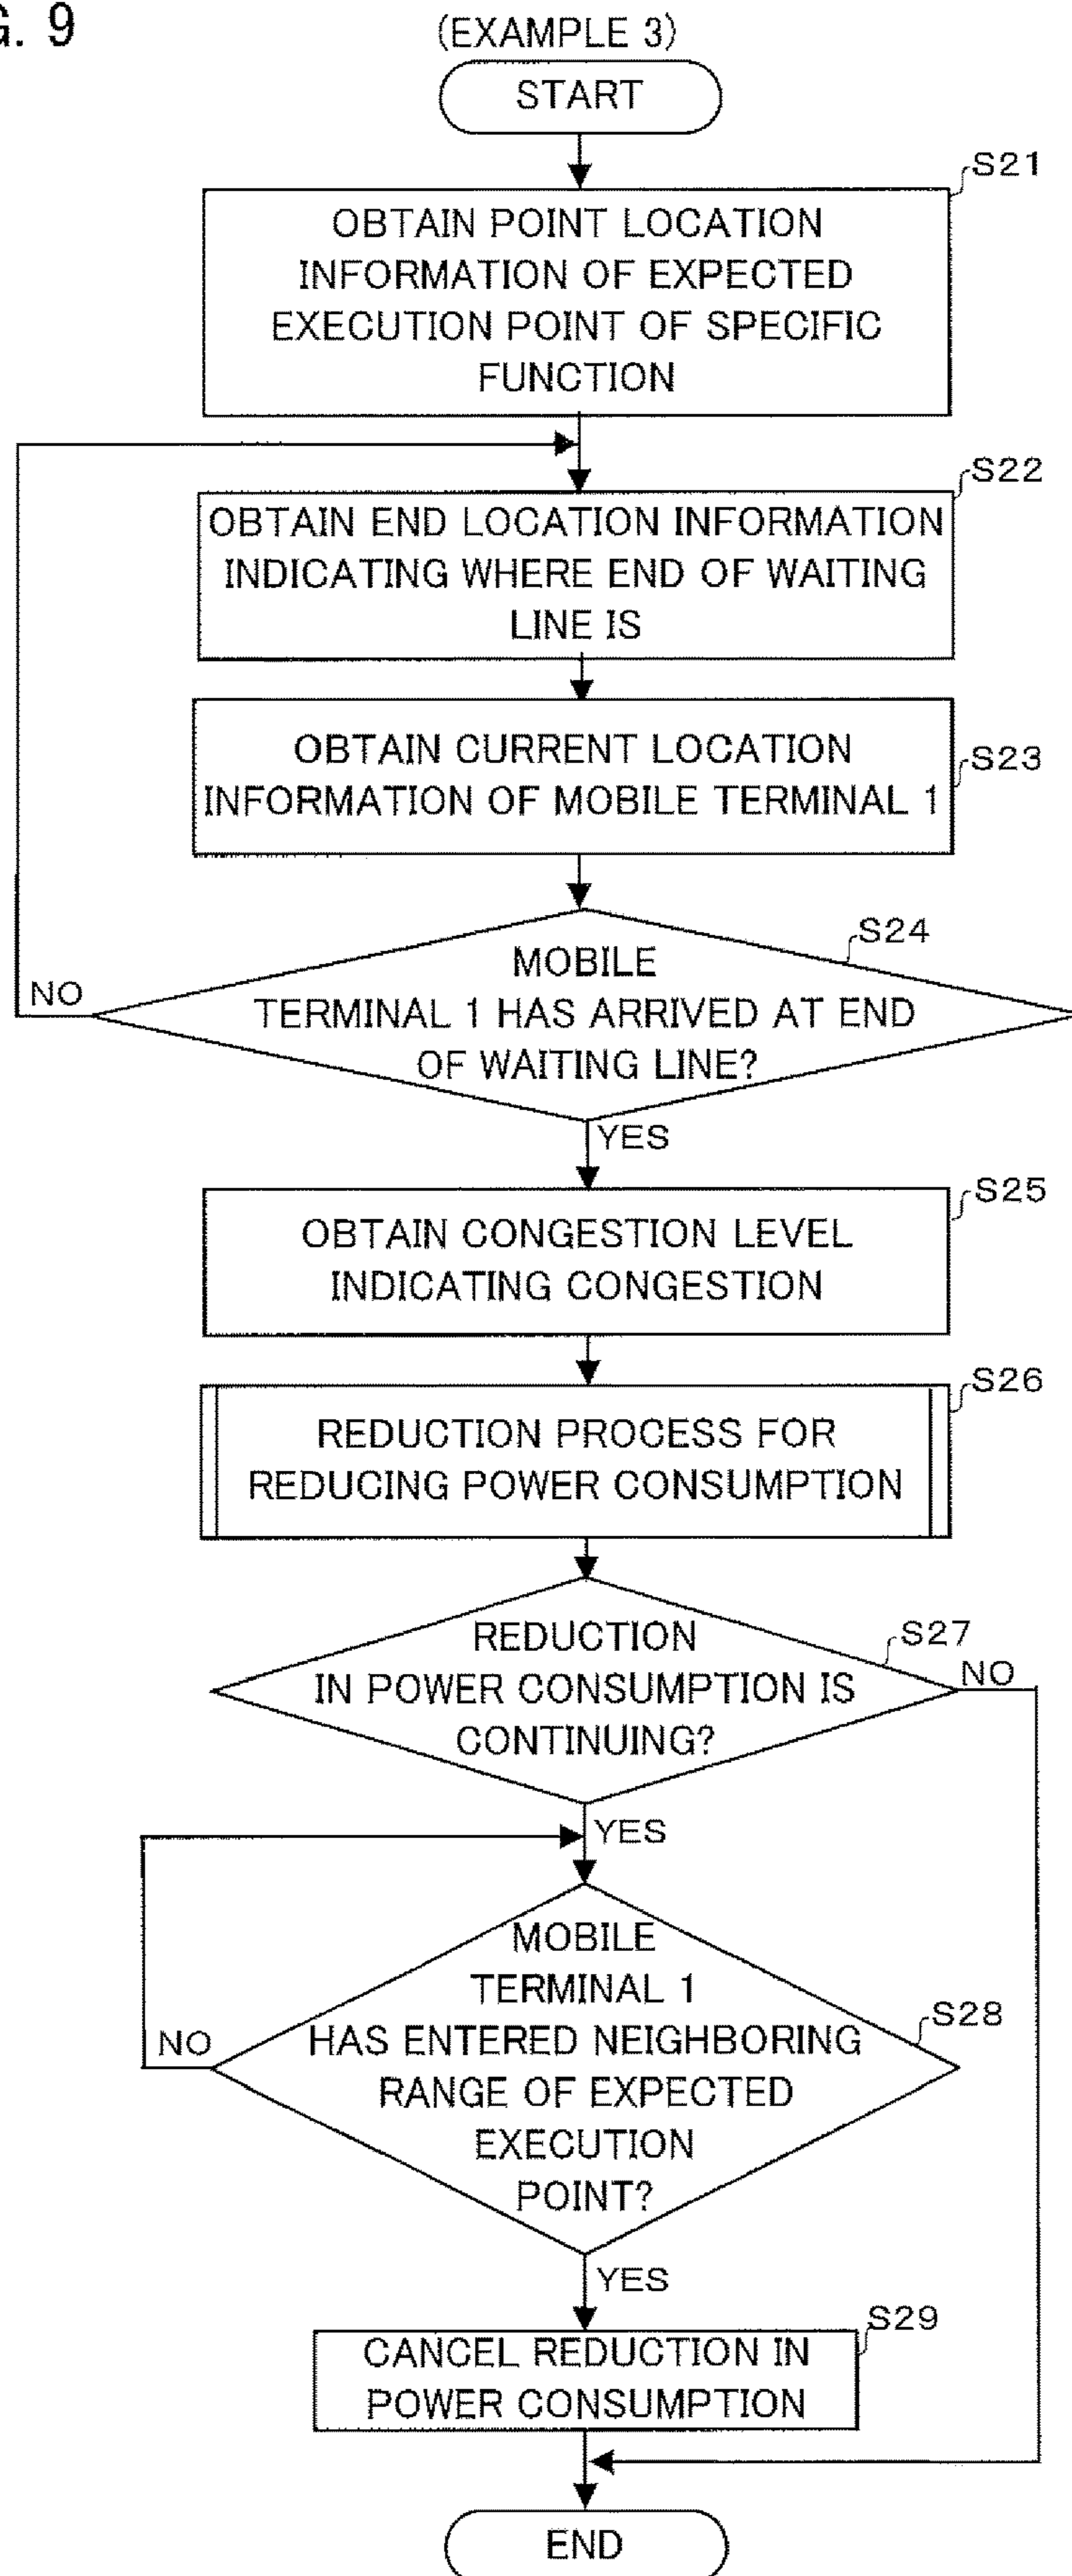 G. 9
(EXAMPLE 3)
START
S21
OBTAIN POINT LOCATION
INFORMATION OF EXPECTED
EXECUTION POINT OF SPECIFIC
FUNCTION
S22
OBTAIN END LOCATION INFORMATION
INDICATING WHERE END OF WAITING
LINE IS
OBTAIN CURRENT LOCATION
S23
INFORMATION OF MOBILE TERMINAL 1
S24
MOBILE
NO
TERMINAL 1 HAS ARRIVED AT END
OF WAITING LINE?
YES
S25
OBTAIN CONGESTION LEVEL
INDICATING CONGESTION
S26
REDUCTION PROCESS FOR
REDUCING POWER CONSUMPTION
S27
REDUCTION
NO
IN POWER CONSUMPTION IS
CONTINUING?
YES
MOBILE
TERMINAL 1
S28
HAS ENTERED NEIGHBORING
NO
RANGE OF EXPECTED
EXECUTION
POINT?
YES
S29
CANCEL REDUCTION IN
POWER CONSUMPTION
END